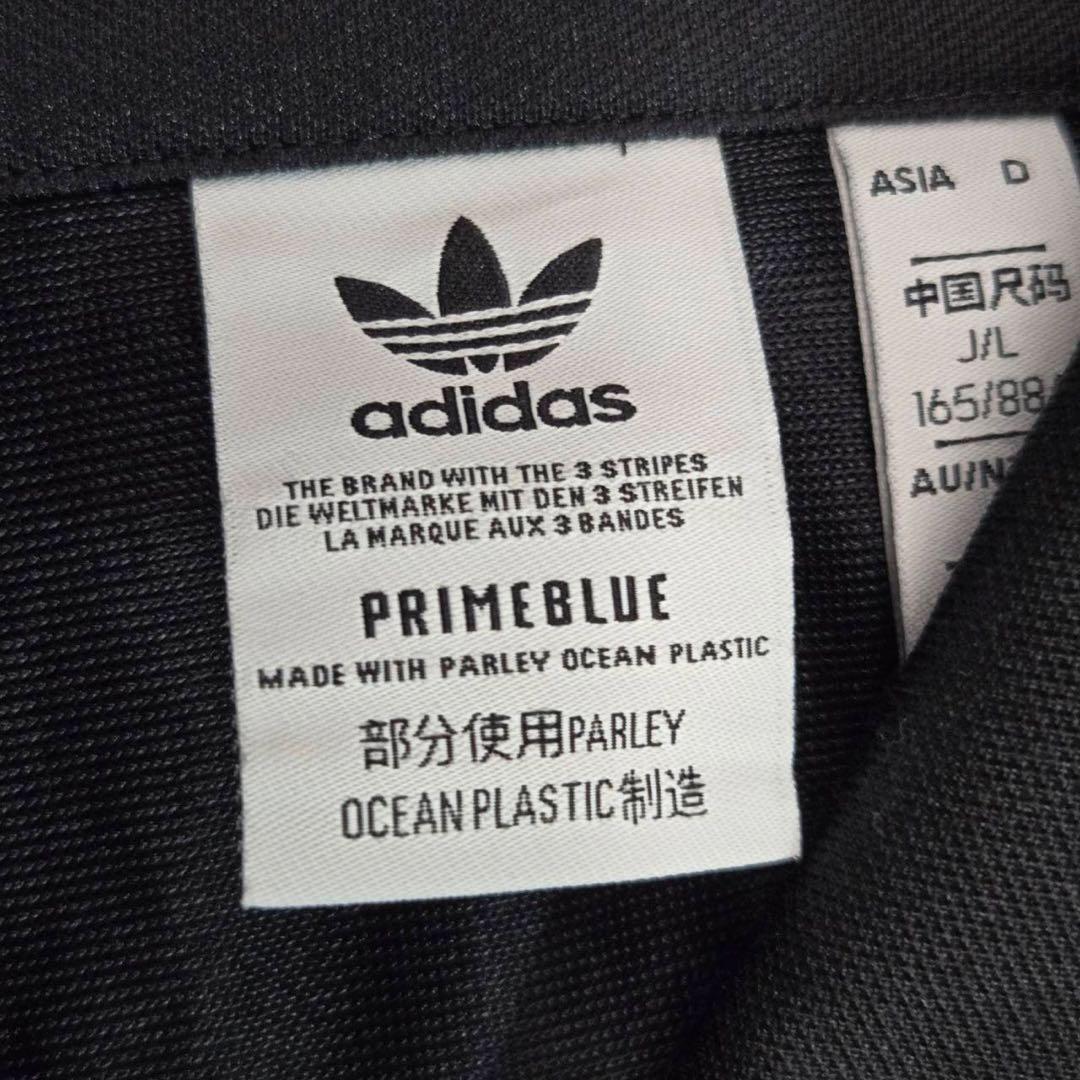 adidas
THE BRAND WITH THE 3 STRIPES
DIE WELTMARKE MIT DEN 3 STREIFEN
LA MARQUE AUX 3 BANDES
PRIMEBLUE
MADE WITH PARLEY OCEAN PLASTIC
部分使用PARLEY
OCEAN PLASTIC制造
ASIA D
中国尺码
J/L
165/88